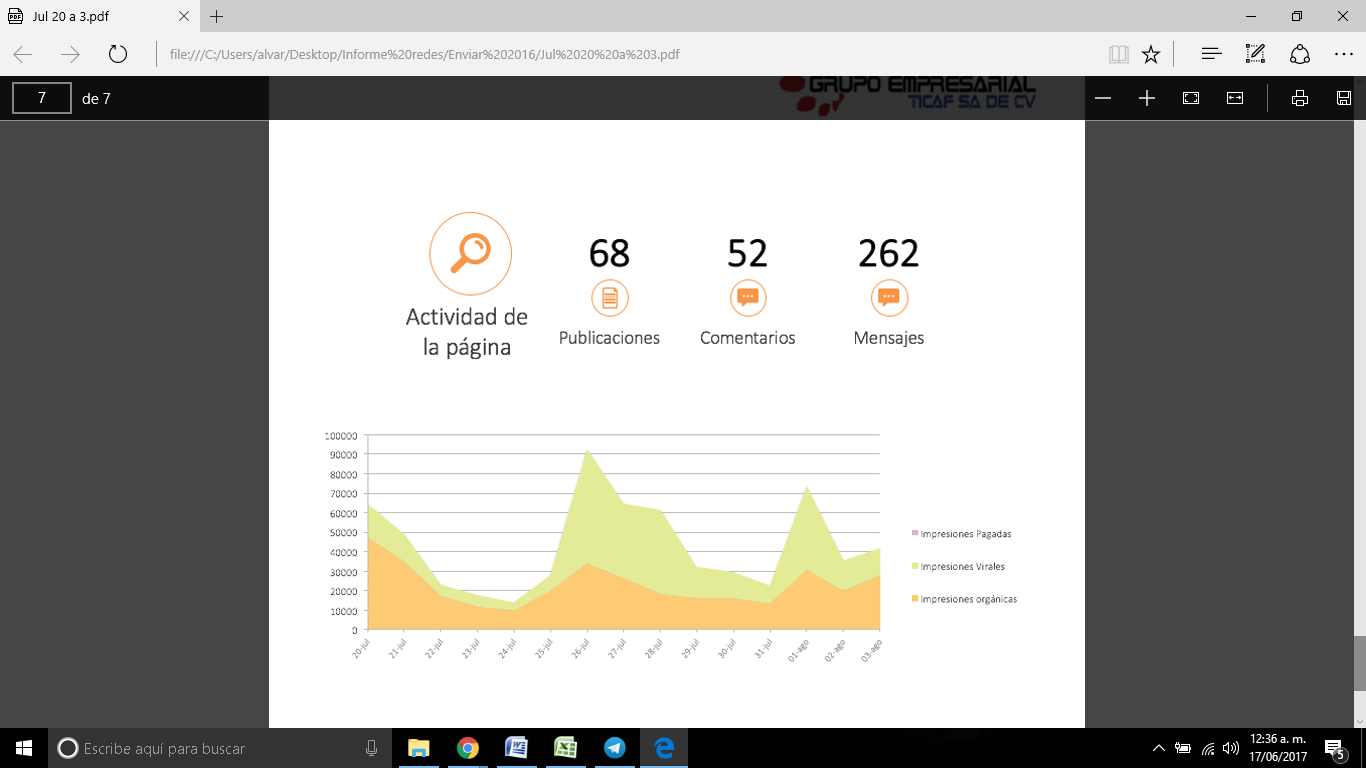 Jul 20 a 3.pdf
file:///C:/Users/alvar/Desktop/Informe%20redes/Enviar%202016/Jul%2020%20a%203.pdf
7 de 7
GRUPO EMPRESARIAL
TICAF SA DE CV
68 52 262
Actividad de
la página
Publicaciones Comentarios Mensajes
100000
90000
80000
70000
60000
50000
40000
30000
20000
10000
0
Impresiones Pagadas
Impresiones Virales
Impresiones orgánicas
20-jul 21-jul 22-jul 23-jul 24-jul 25-jul 26-jul 27-jul 28-jul 29-jul 30-jul 31-jul 01-ago 02-ago 03-ago
Escribe aquí para buscar
12:36 a. m.
17/06/2017
5